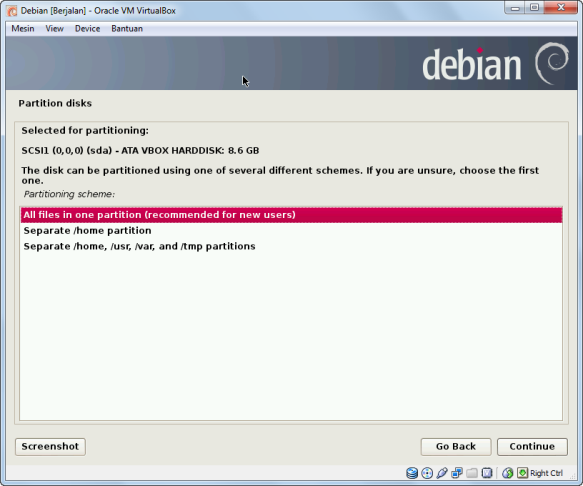 Debian [Berjalan] - Oracle VM VirtualBox
Mesin View Device Bantuan
debian
Partition disks
Selected for partitioning:
SCSI1 (0,0,0) (sda) - ATA VBOX HARDDISK: 8.6 GB
The disk can be partitioned using one of several different schemes. If you are unsure, choose the first
one.
Partitioning scheme:
All files in one partition (recommended for new users)
Separate /home partition
Separate /home, /usr, /var, and /tmp partitions
Screenshot Go Back Continue
Right Ctrl